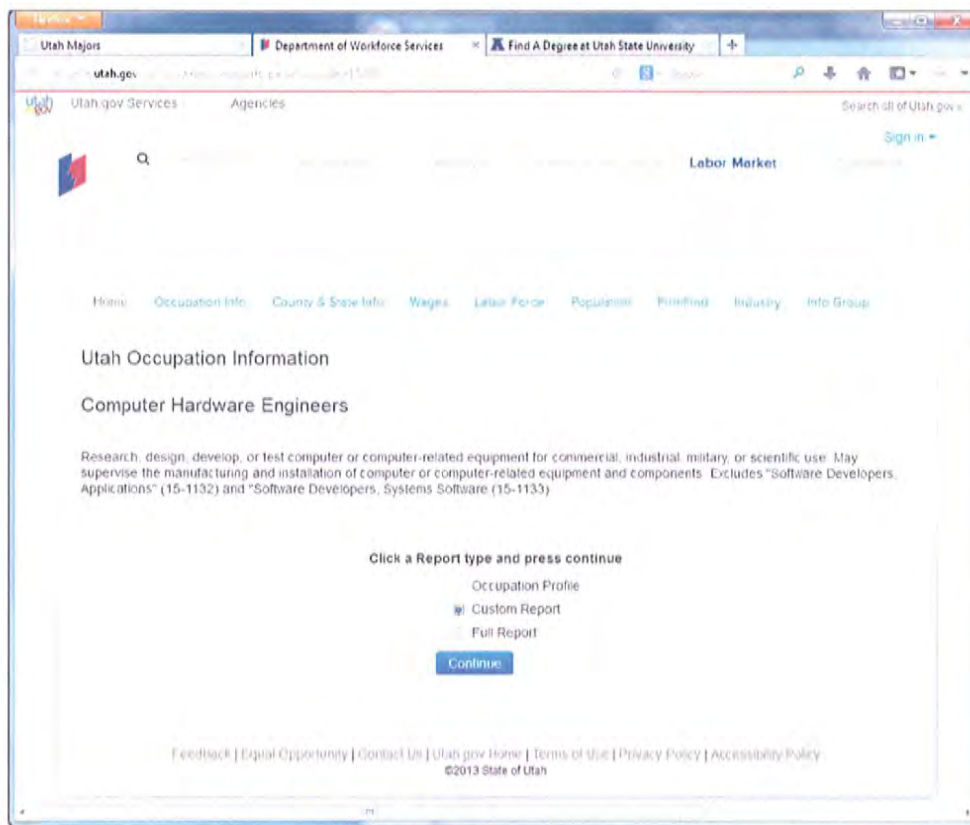 Firefox
Utah Majors
Department of Workforce Services
Find A Degree at Utah State University
utah.gov
Utah.gov Services Agencies Search all of Utah.gov »
Sign in
Labor Market
Home Occupation Info County & State Info Wages Labor Force Population FirmFind Industry Info Group
Utah Occupation Information
Computer Hardware Engineers
Research, design, develop, or test computer or computer-related equipment for commercial, industrial, military, or scientific use. May
supervise the manufacturing and installation of computer or computer-related equipment and components. Excludes "Software Developers,
Applications" (15-1132) and "Software Developers, Systems Software (15-1133)
Click a Report type and press continue
Occupation Profile
Custom Report
Full Report
Continue
Feedback | Equal Opportunity | Contact Us | Utah.gov Home | Terms of Use | Privacy Policy | Accessibility Policy
©2013 State of Utah